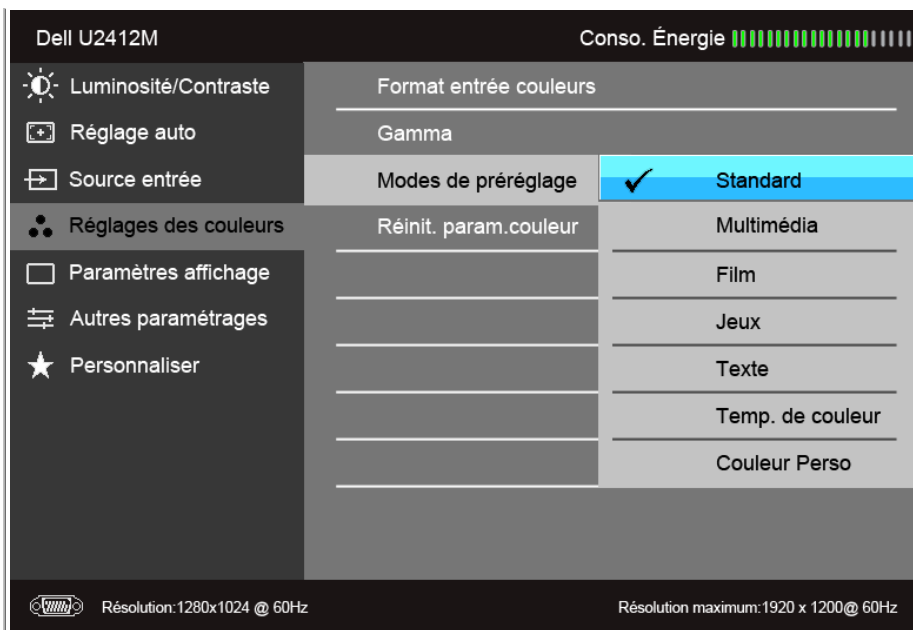 Dell U2412M
Conso. Énergie
Luminosité/Contraste
Réglage auto
Source entrée
Réglages des couleurs
Paramètres affichage
Autres paramétrages
Personnaliser
Format entrée couleurs
Gamma
Modes de préréglage
Réinit. param.couleur
Standard
Multimédia
Film
Jeux
Texte
Temp. de couleur
Couleur Perso
Résolution:1280x1024 @ 60Hz
Résolution maximum:1920 x 1200@ 60Hz